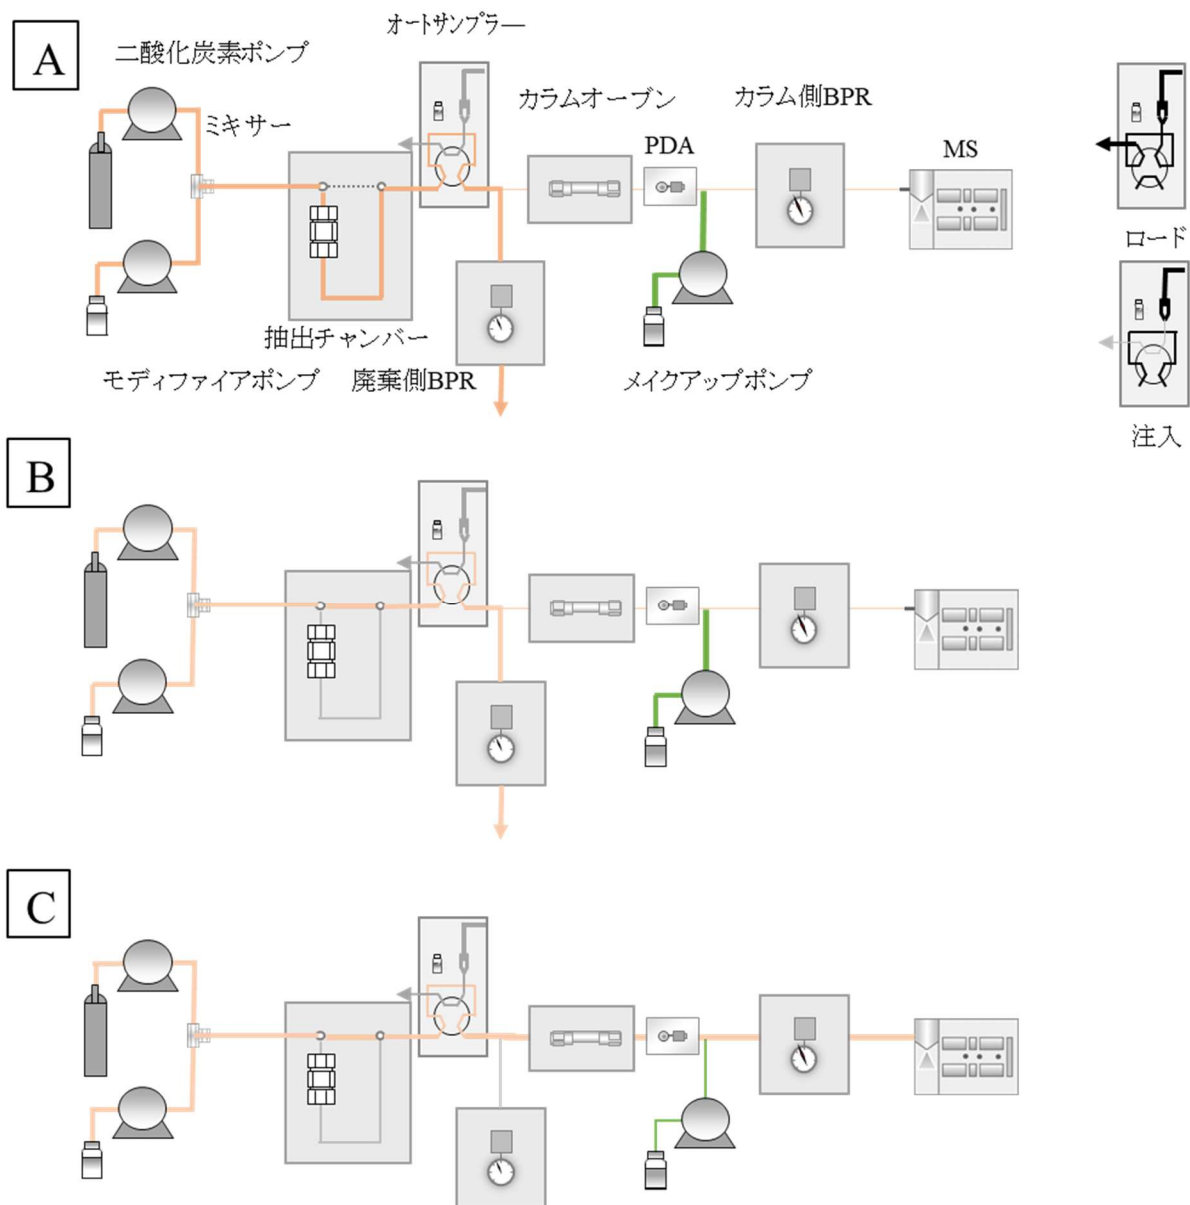 A
オートサンプラー
二酸化炭素ポンプ
ミキサー
カラムオーブン
カラム側BPR
PDA
MS
ロード
抽出チャンバー
モディファイアポンプ
廃棄側BPR
メイクアップポンプ
注入
B
C